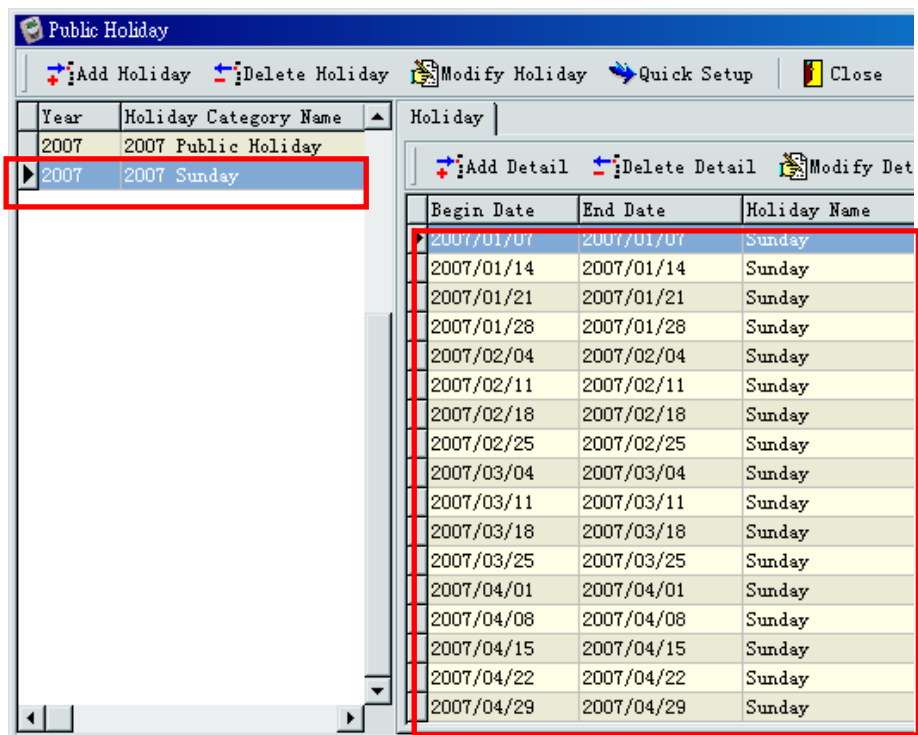 Public Holiday
Add Holiday Delete Holiday Modify Holiday Quick Setup Close
Year Holiday Category Name
2007 2007 Public Holiday
2007 2007 Sunday
Holiday
Add Detail Delete Detail Modify Det
Begin Date End Date Holiday Name
2007/01/07 2007/01/07 Sunday
2007/01/14 2007/01/14 Sunday
2007/01/21 2007/01/21 Sunday
2007/01/28 2007/01/28 Sunday
2007/02/04 2007/02/04 Sunday
2007/02/11 2007/02/11 Sunday
2007/02/18 2007/02/18 Sunday
2007/02/25 2007/02/25 Sunday
2007/03/04 2007/03/04 Sunday
2007/03/11 2007/03/11 Sunday
2007/03/18 2007/03/18 Sunday
2007/03/25 2007/03/25 Sunday
2007/04/01 2007/04/01 Sunday
2007/04/08 2007/04/08 Sunday
2007/04/15 2007/04/15 Sunday
2007/04/22 2007/04/22 Sunday
2007/04/29 2007/04/29 Sunday